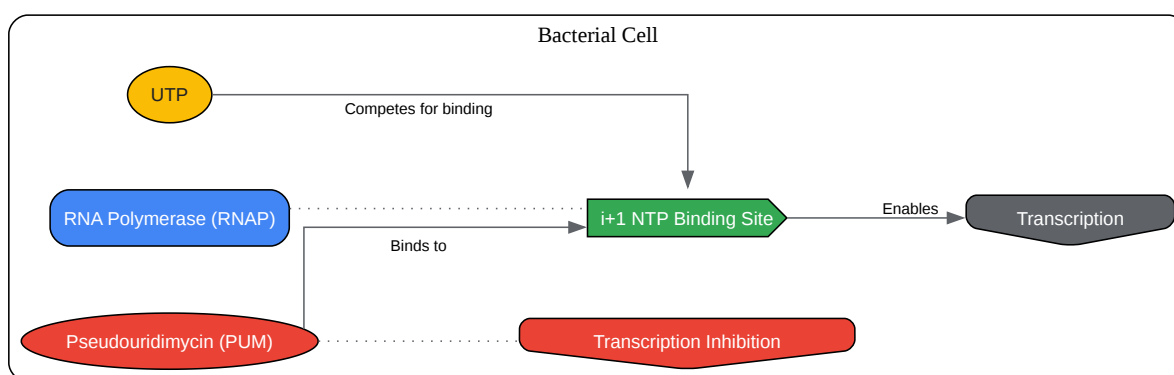 Bacterial Cell
UTP
Competes for binding
RNA Polymerase (RNAP)
i+1 NTP Binding Site
Enables
Transcription
Binds to
Pseudouridimycin (PUM)
Transcription Inhibition